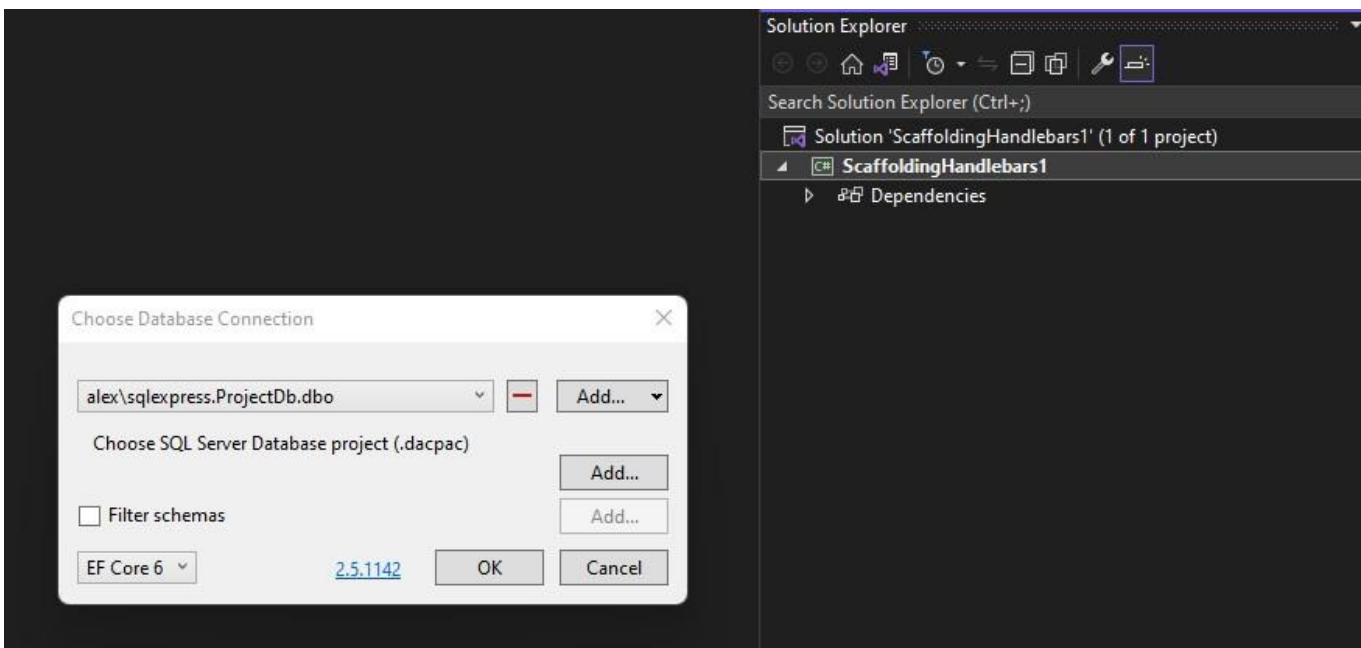 Solution Explorer
Search Solution Explorer (Ctrl+;)
Solution 'ScaffoldingHandlebars1' (1 of 1 project)
C# ScaffoldingHandlebars1
Dependencies
Choose Database Connection
alex\sqlexpress.ProjectDb.dbo
Add...
Choose SQL Server Database project (.dacpac)
Add...
Filter schemas
Add...
EF Core 6
2.5.1142
OK
Cancel